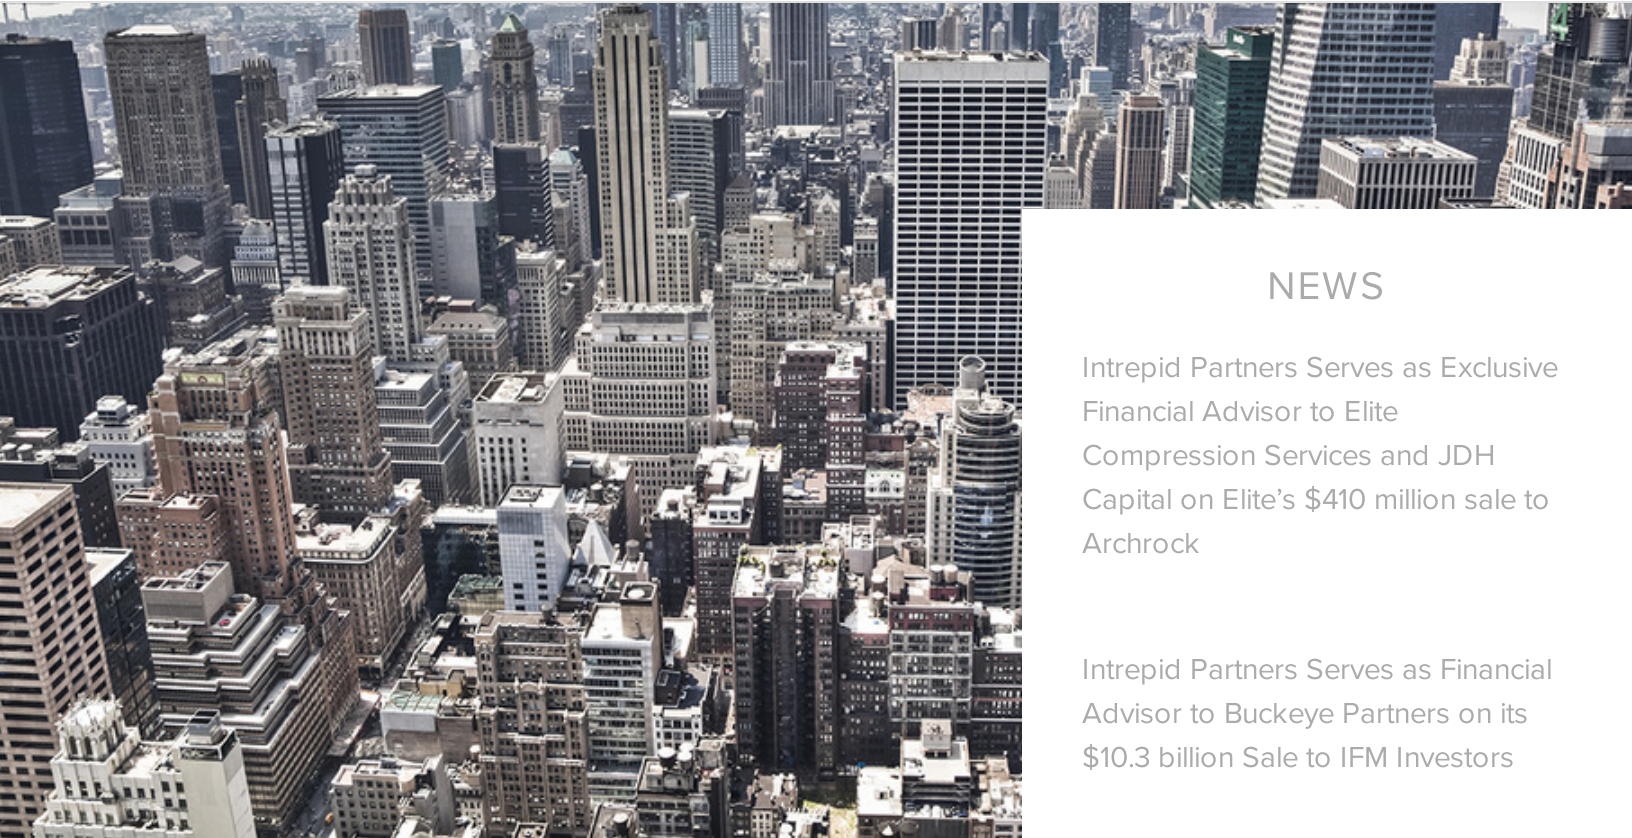 NEWS
Intrepid Partners Serves as Exclusive
Financial Advisor to Elite
Compression Services and JDH
Capital on Elite’s $410 million sale to
Archrock
Intrepid Partners Serves as Financial
Advisor to Buckeye Partners on its
$10.3 billion Sale to IFM Investors